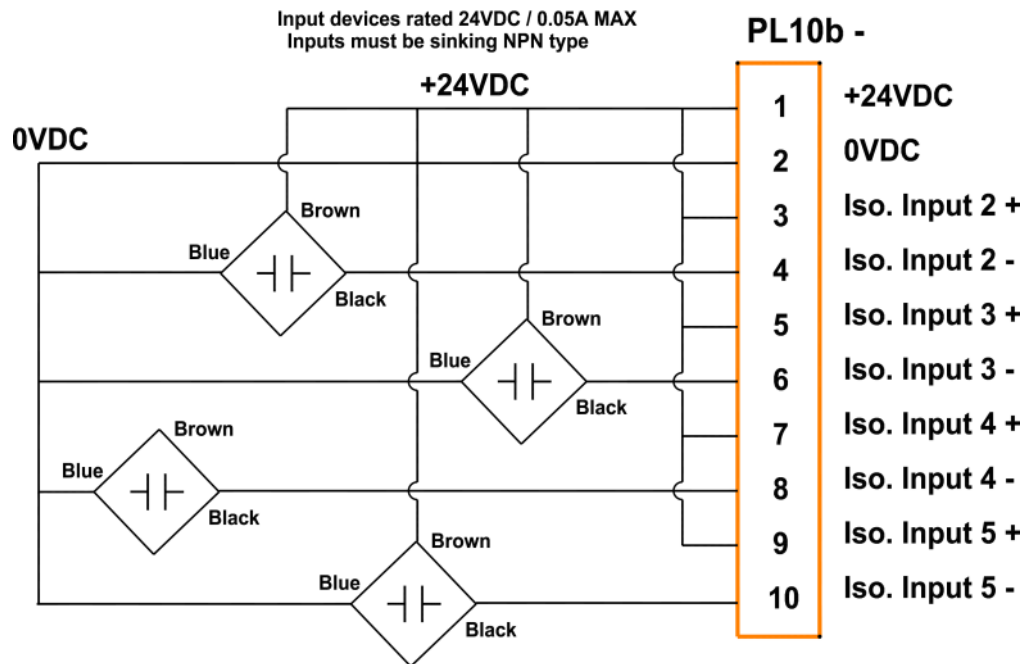 Input devices rated 24VDC / 0.05A MAX
Inputs must be sinking NPN type
PL10b -
+24VDC
0VDC
1
+24VDC
2
0VDC
Brown
Blue
Black
3
Iso. Input 2 +
4
Iso. Input 2 -
Brown
Blue
Black
5
Iso. Input 3 +
6
Iso. Input 3 -
Brown
Blue
Black
7
Iso. Input 4 +
8
Iso. Input 4 -
Brown
Blue
Black
9
Iso. Input 5 +
10
Iso. Input 5 -